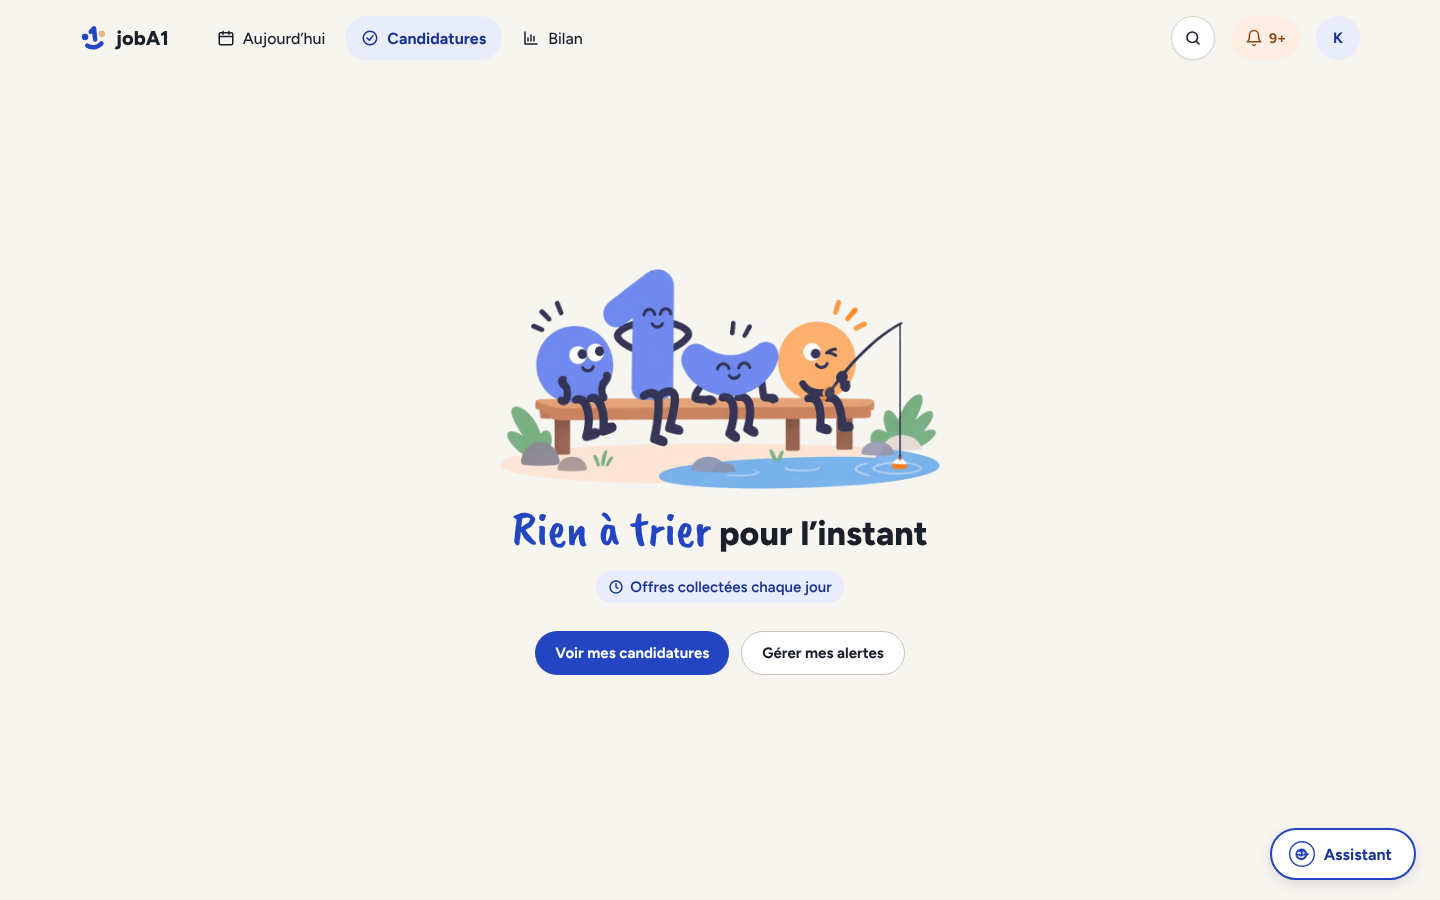 jobA1
Aujourd’hui
Candidatures
Bilan
9+
K
Rien à trier pour l’instant
Offres collectées chaque jour
Voir mes candidatures
Gérer mes alertes
Assistant